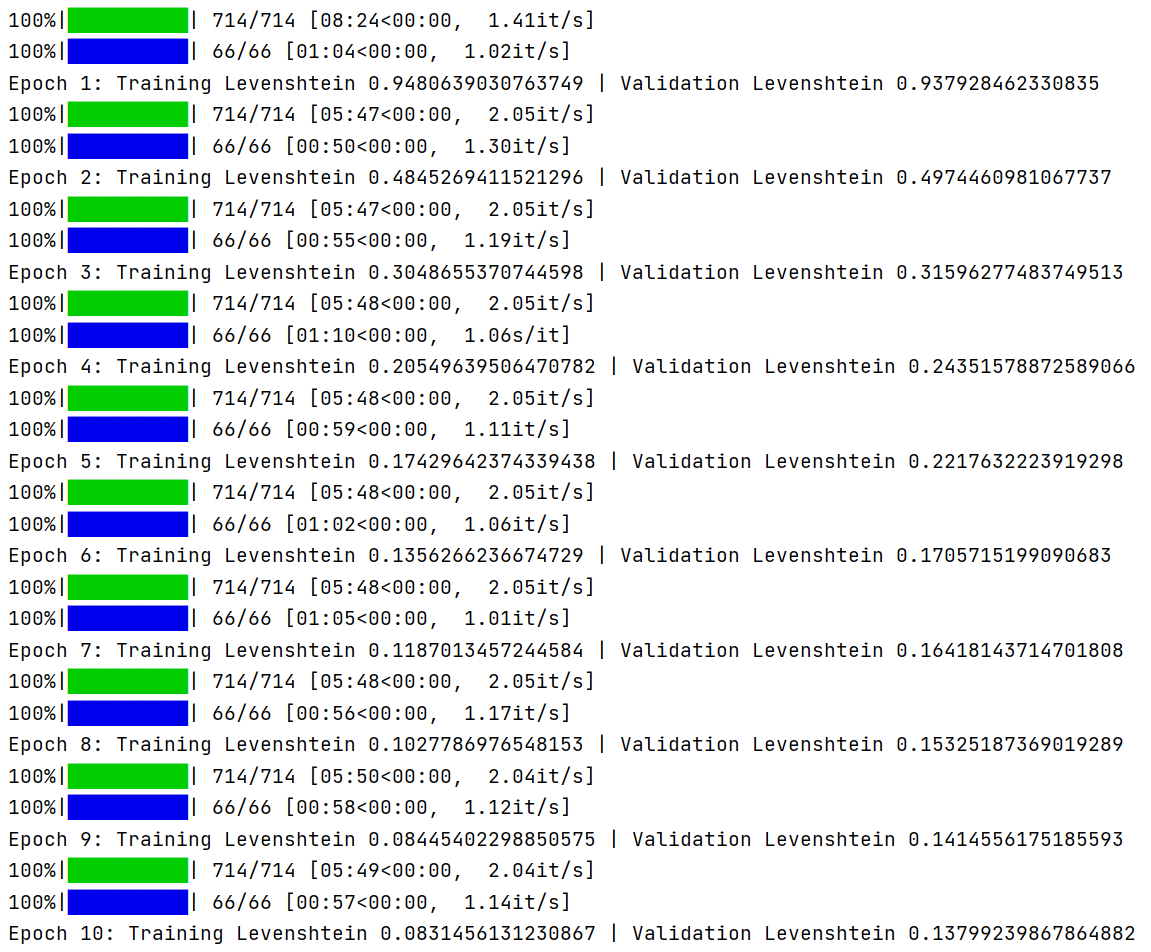 100%|██████████| 714/714 [08:24<00:00,  1.41it/s]
100%|██████████| 66/66 [01:04<00:00,  1.02it/s]
Epoch 1: Training Levenshtein 0.9480639030763749 | Validation Levenshtein 0.937928462330835
100%|██████████| 714/714 [05:47<00:00,  2.05it/s]
100%|██████████| 66/66 [00:50<00:00,  1.30it/s]
Epoch 2: Training Levenshtein 0.4845269411521296 | Validation Levenshtein 0.4974460981067737
100%|██████████| 714/714 [05:47<00:00,  2.05it/s]
100%|██████████| 66/66 [00:55<00:00,  1.19it/s]
Epoch 3: Training Levenshtein 0.3048655370744598 | Validation Levenshtein 0.31596277483749513
100%|██████████| 714/714 [05:48<00:00,  2.05it/s]
100%|██████████| 66/66 [01:10<00:00,  1.06s/it]
Epoch 4: Training Levenshtein 0.20549639506470782 | Validation Levenshtein 0.24351578872589066
100%|██████████| 714/714 [05:48<00:00,  2.05it/s]
100%|██████████| 66/66 [00:59<00:00,  1.11it/s]
Epoch 5: Training Levenshtein 0.17429642374339438 | Validation Levenshtein 0.2217632223919298
100%|██████████| 714/714 [05:48<00:00,  2.05it/s]
100%|██████████| 66/66 [01:02<00:00,  1.06it/s]
Epoch 6: Training Levenshtein 0.1356266236674729 | Validation Levenshtein 0.1705715199090683
100%|██████████| 714/714 [05:48<00:00,  2.05it/s]
100%|██████████| 66/66 [01:05<00:00,  1.01it/s]
Epoch 7: Training Levenshtein 0.1187013457244584 | Validation Levenshtein 0.16418143714701808
100%|██████████| 714/714 [05:48<00:00,  2.05it/s]
100%|██████████| 66/66 [00:56<00:00,  1.17it/s]
Epoch 8: Training Levenshtein 0.1027786976548153 | Validation Levenshtein 0.15325187369019289
100%|██████████| 714/714 [05:50<00:00,  2.04it/s]
100%|██████████| 66/66 [00:58<00:00,  1.12it/s]
Epoch 9: Training Levenshtein 0.08445402298850575 | Validation Levenshtein 0.1414556175185593
100%|██████████| 714/714 [05:49<00:00,  2.04it/s]
100%|██████████| 66/66 [00:57<00:00,  1.14it/s]
Epoch 10: Training Levenshtein 0.0831456131230867 | Validation Levenshtein 0.13799239867864882